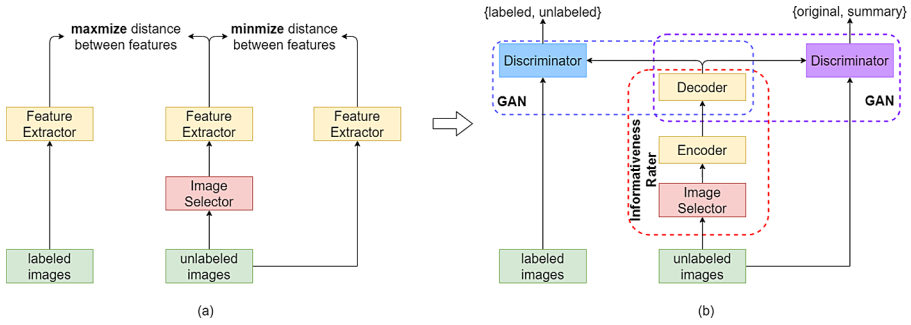 maxmize distance
between features
minmize distance
between features
Feature
Extractor
Feature
Extractor
Feature
Extractor
Image
Selector
labeled
images
unlabeled
images
(a)
{labeled, unlabeled}
{original, summary}
Discriminator
Discriminator
Decoder
GAN
GAN
Encoder
Informativeness
Rater
Image
Selector
labeled
images
unlabeled
images
(b)